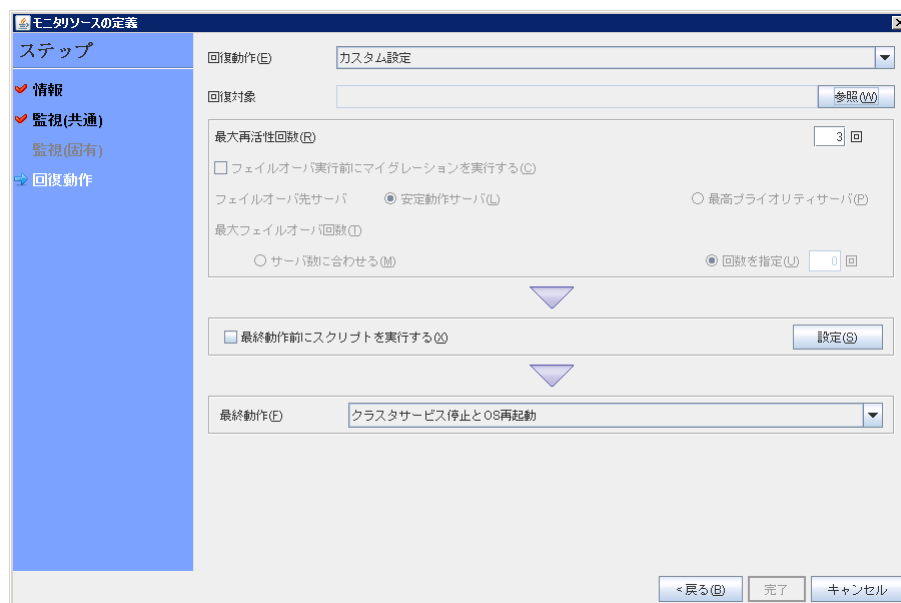 モニタリソースの定義
ステップ
情報
監視(共通)
監視(固有)
回復動作
回復動作(E) カスタム設定
回復対象 参照(W)
最大再活性回数(R) 3 回
フェイルオーバ実行前にマイグレーションを実行する(C)
フェイルオーバ先サーバ 安定動作サーバ(L) 最高プライオリティサーバ(P)
最大フェイルオーバ回数(T)
サーバ数に合わせる(M) 回数を指定(U) 0 回
最終動作前にスクリプトを実行する(X) 設定(S)
最終動作(F) クラスタサービス停止とOS再起動
<戻る(B) 完了 キャンセル